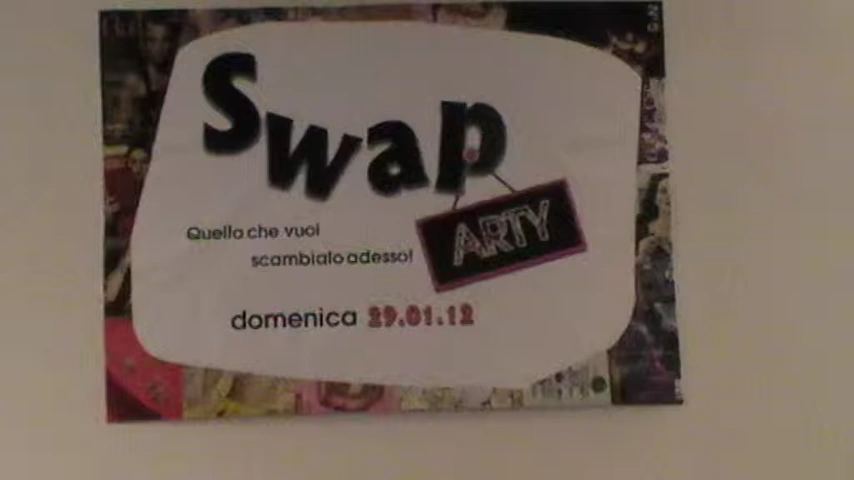 Swap
ARTY
Quello che vuoi
scambialo adesso!
domenica 29.01.12